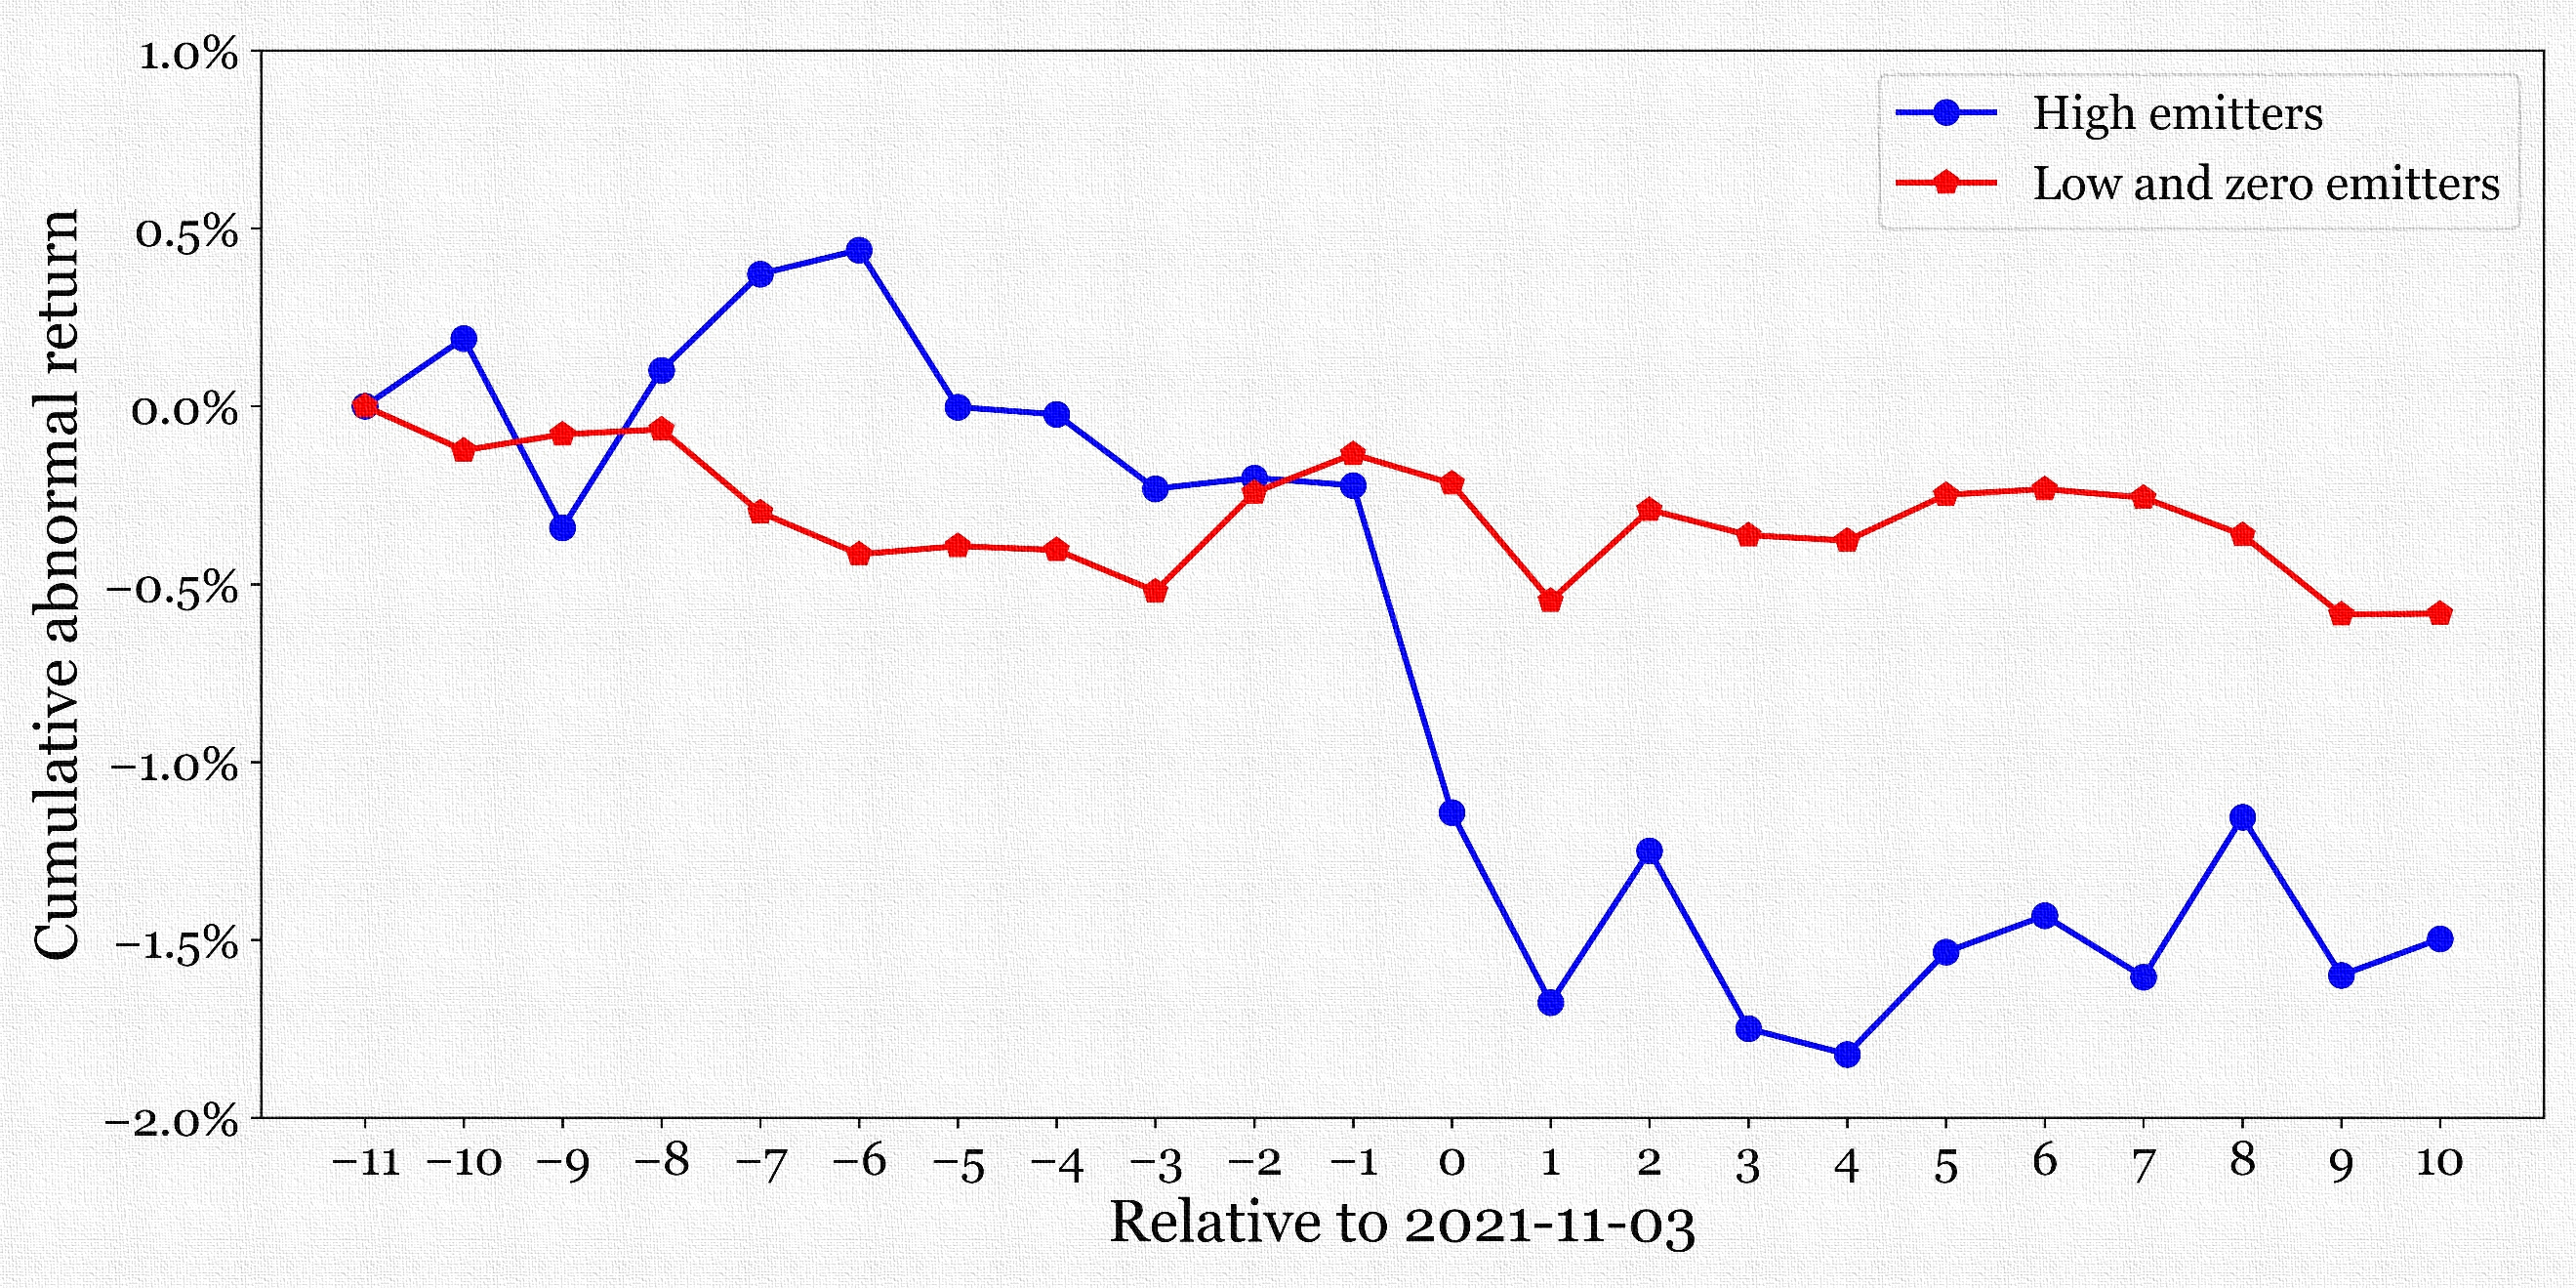 Cumulative abnormal return
1.0%
0.5%
0.0%
−0.5%
−1.0%
−1.5%
−2.0%
High emitters
Low and zero emitters
−11 −10 −9 −8 −7 −6 −5 −4 −3 −2 −1 0 1 2 3 4 5 6 7 8 9 10
Relative to 2021-11-03